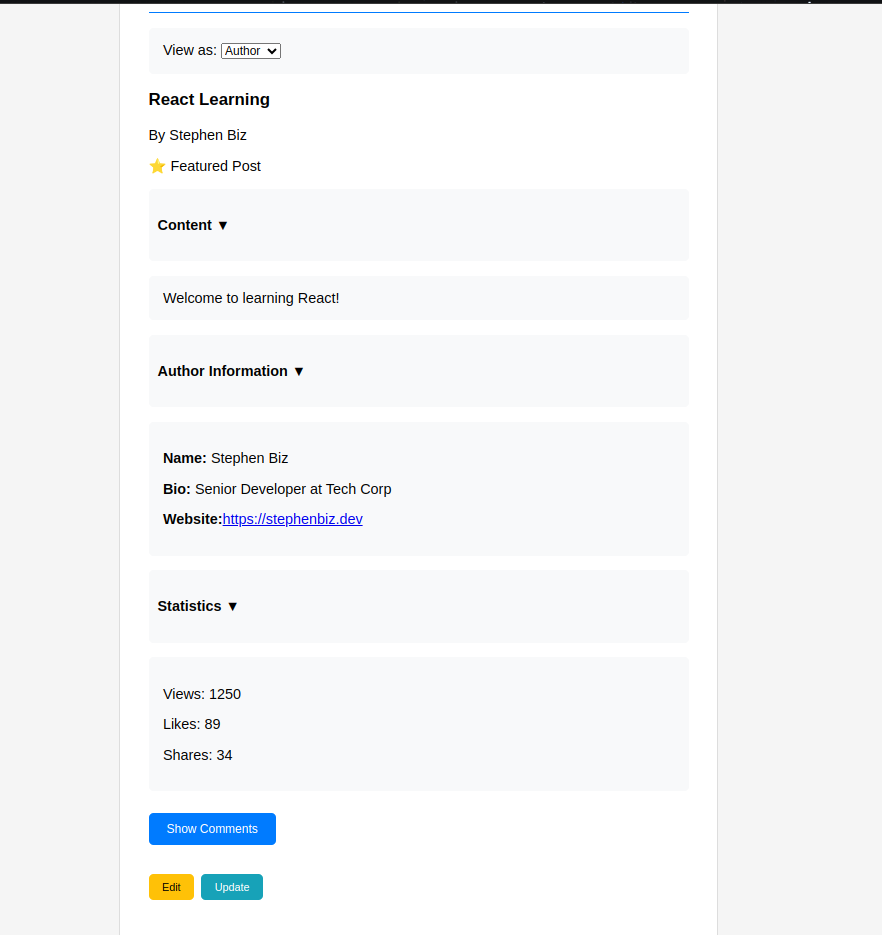 View as: Author
React Learning
By Stephen Biz
⭐ Featured Post
Content ▼
Welcome to learning React!
Author Information ▼
Name: Stephen Biz
Bio: Senior Developer at Tech Corp
Website:https://stephenbiz.dev
Statistics ▼
Views: 1250
Likes: 89
Shares: 34
Show Comments
Edit Update